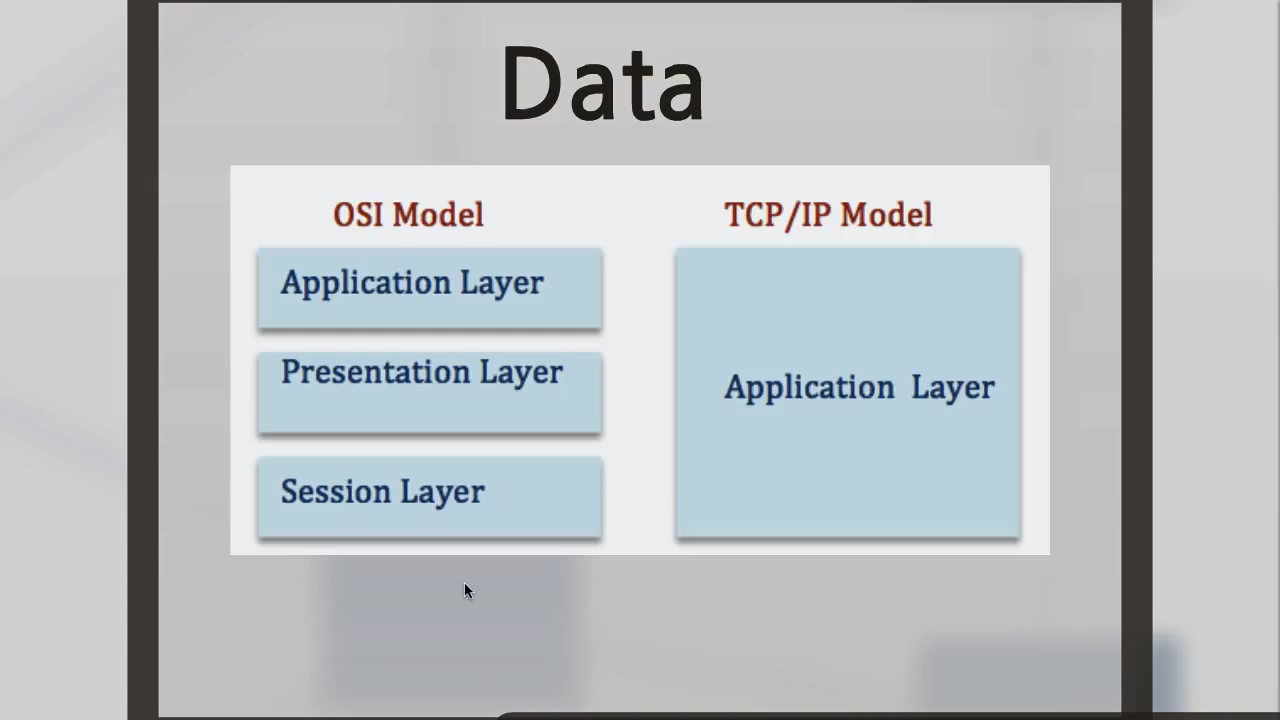 Data
OSI Model
TCP/IP Model
Application Layer
Presentation Layer
Session Layer
Application Layer